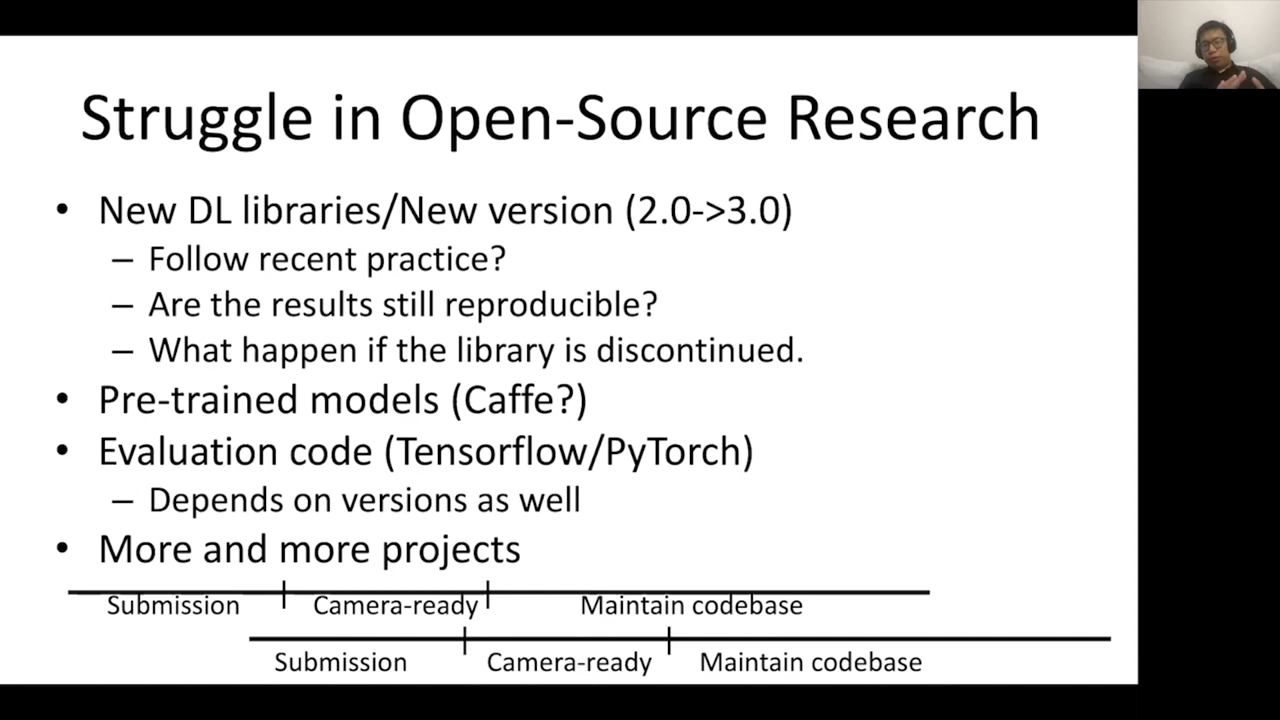 Struggle in Open-Source Research
• New DL libraries/New version (2.0->3.0)
– Follow recent practice?
– Are the results still reproducible?
– What happen if the library is discontinued.
• Pre-trained models (Caffe?)
• Evaluation code (Tensorflow/PyTorch)
– Depends on versions as well
• More and more projects
Submission Camera-ready Maintain codebase
Submission Camera-ready Maintain codebase